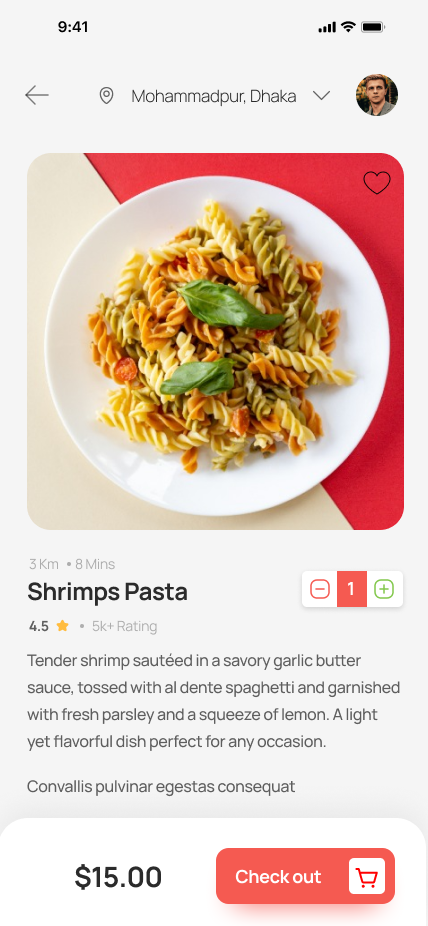 9:41
Mohammadpur, Dhaka
3 Km • 8 Mins
Shrimps Pasta
1
4.5 • 5k+ Rating
Tender shrimp sautéed in a savory garlic butter
sauce, tossed with al dente spaghetti and garnished
with fresh parsley and a squeeze of lemon. A light
yet flavorful dish perfect for any occasion.
Convallis pulvinar egestas consequat
$15.00
Check out